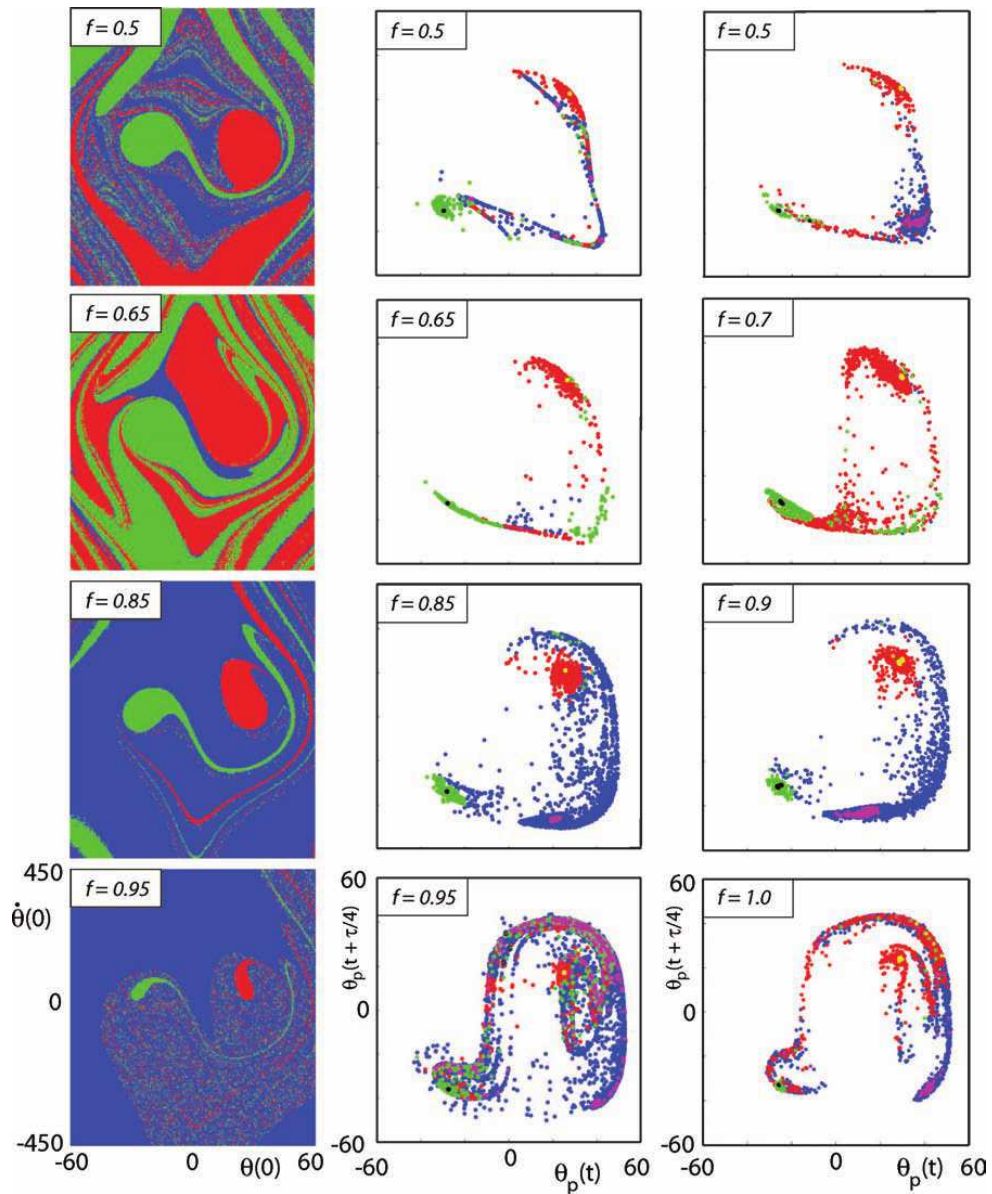 f = 0.5
f = 0.5
f = 0.5
f = 0.65
f = 0.65
f = 0.7
f = 0.85
f = 0.85
f = 0.9
450
f = 0.95
60
f = 0.95
60
f = 1.0
θ̇(0)
θp(t + τ/4)
θp(t + τ/4)
0
0
0
-450
-60
-60
-60
0
60
θ(0)
-60
0
60
θp(t)
-60
0
60
θp(t)